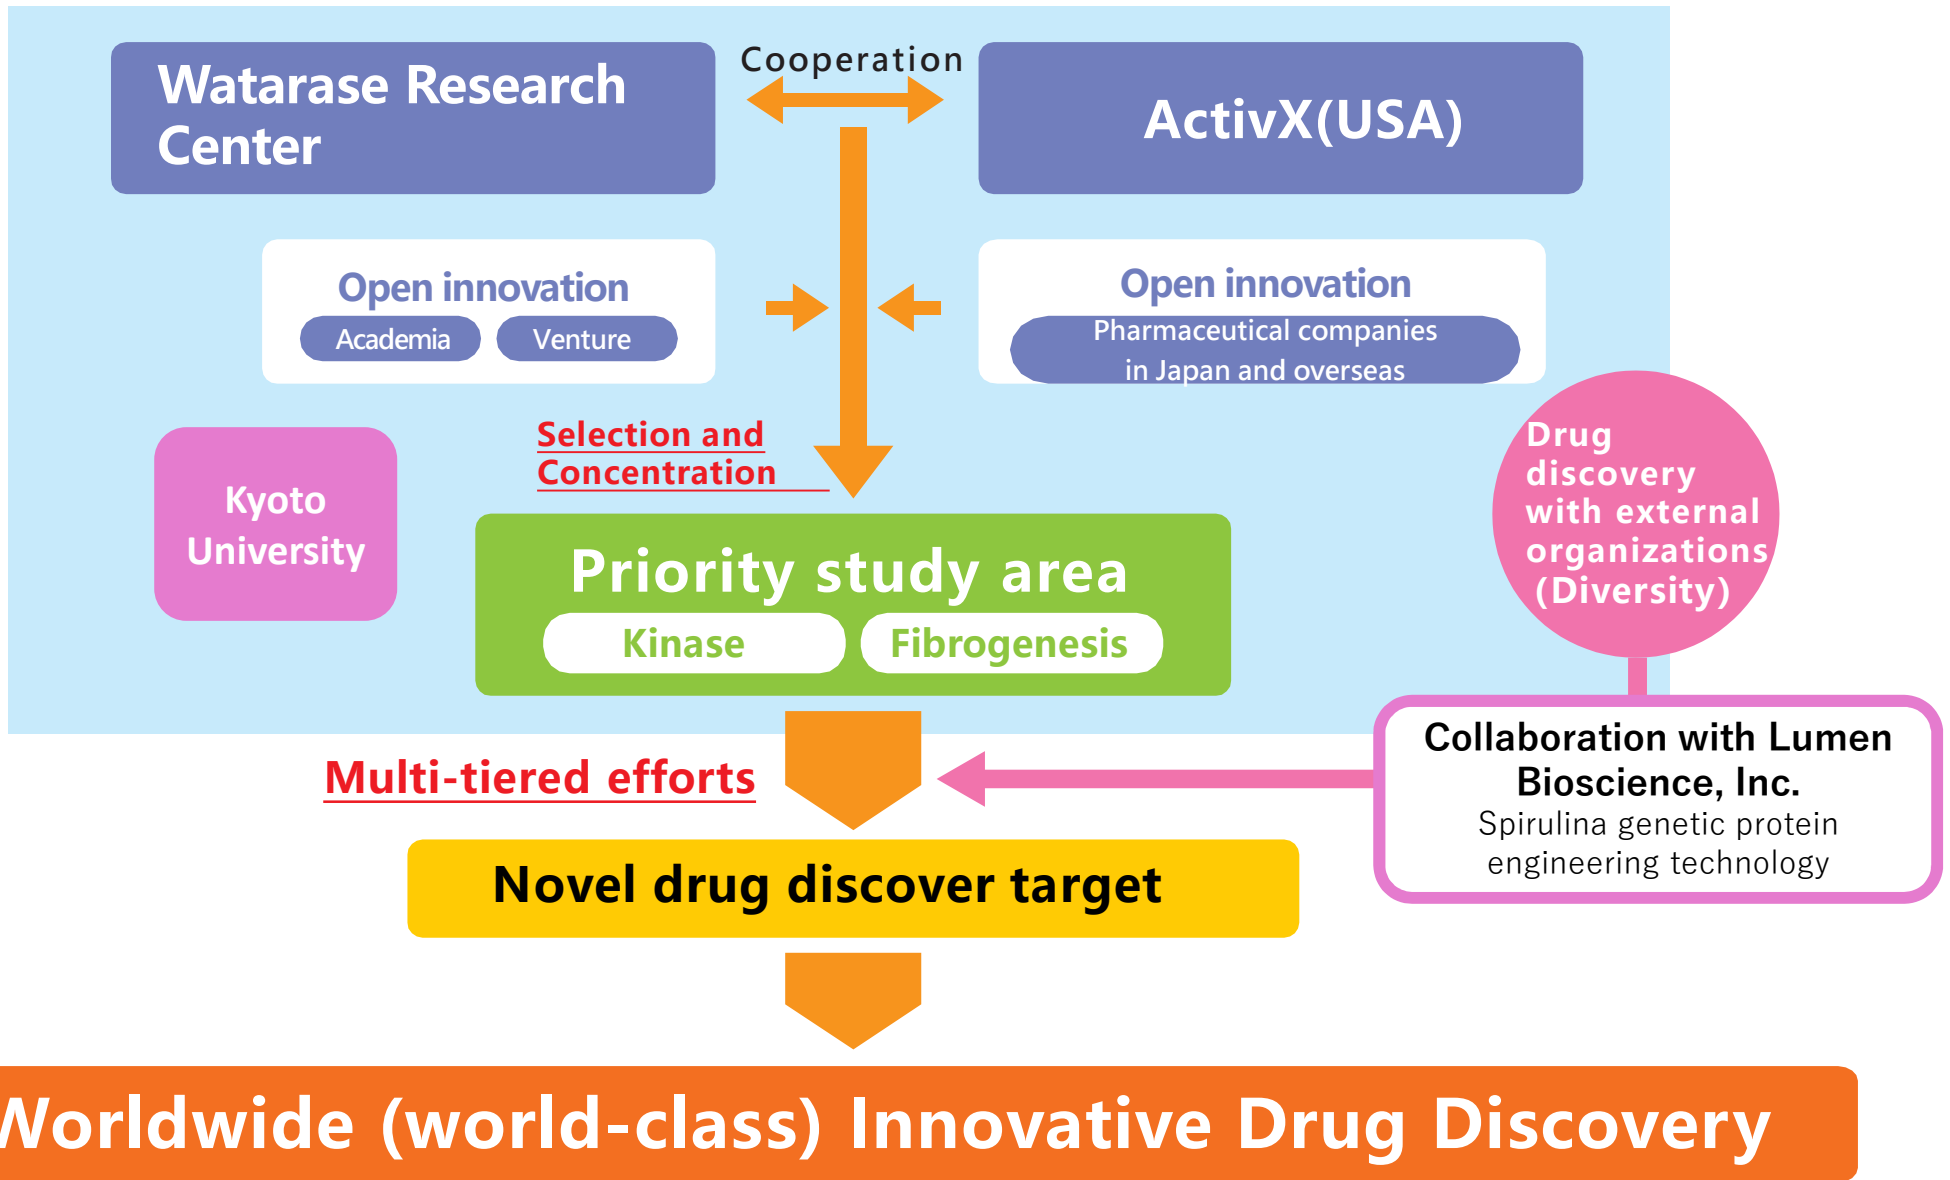 Cooperation
Watarase Research
Center
ActivX(USA)
Open innovation
Academia
Venture
Open innovation
Pharmaceutical companies
in Japan and overseas
Selection and
Concentration
Kyoto
University
Drug
discovery
with external
organizations
(Diversity)
Priority study area
Kinase
Fibrogenesis
Multi-tiered efforts
Collaboration with Lumen
Bioscience, Inc.
Spirulina genetic protein
engineering technology
Novel drug discover target
Worldwide (world-class) Innovative Drug Discovery